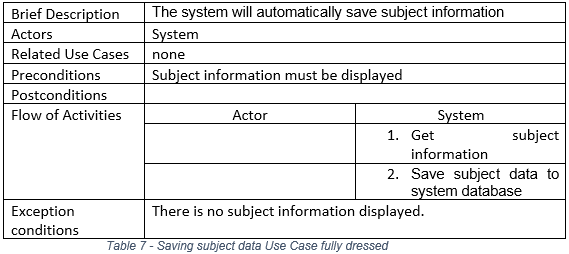 Brief Description The system will automatically save subject information
Actors System
Related Use Cases none
Preconditions Subject information must be displayed
Postconditions
Flow of Activities Actor System
1. Get subject
information
2. Save subject data to
system database
Exception There is no subject information displayed.
conditions
Table 7 - Saving subject data Use Case fully dressed